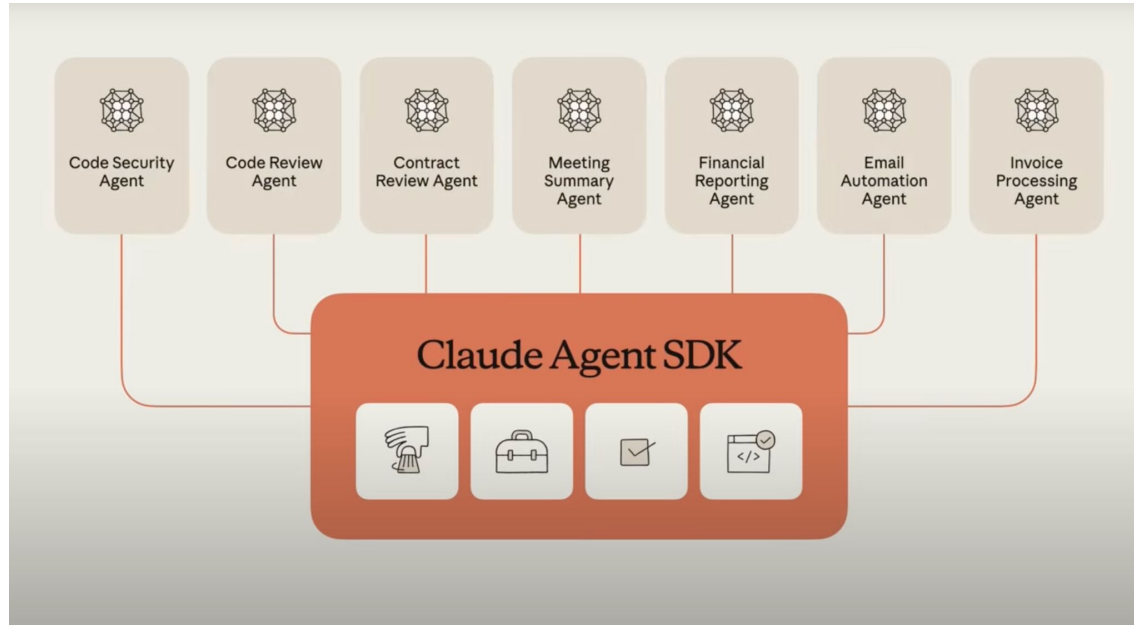 Code Security
Agent
Code Review
Agent
Contract
Review Agent
Meeting
Summary
Agent
Financial
Reporting
Agent
Email
Automation
Agent
Invoice
Processing
Agent
Claude Agent SDK
</>